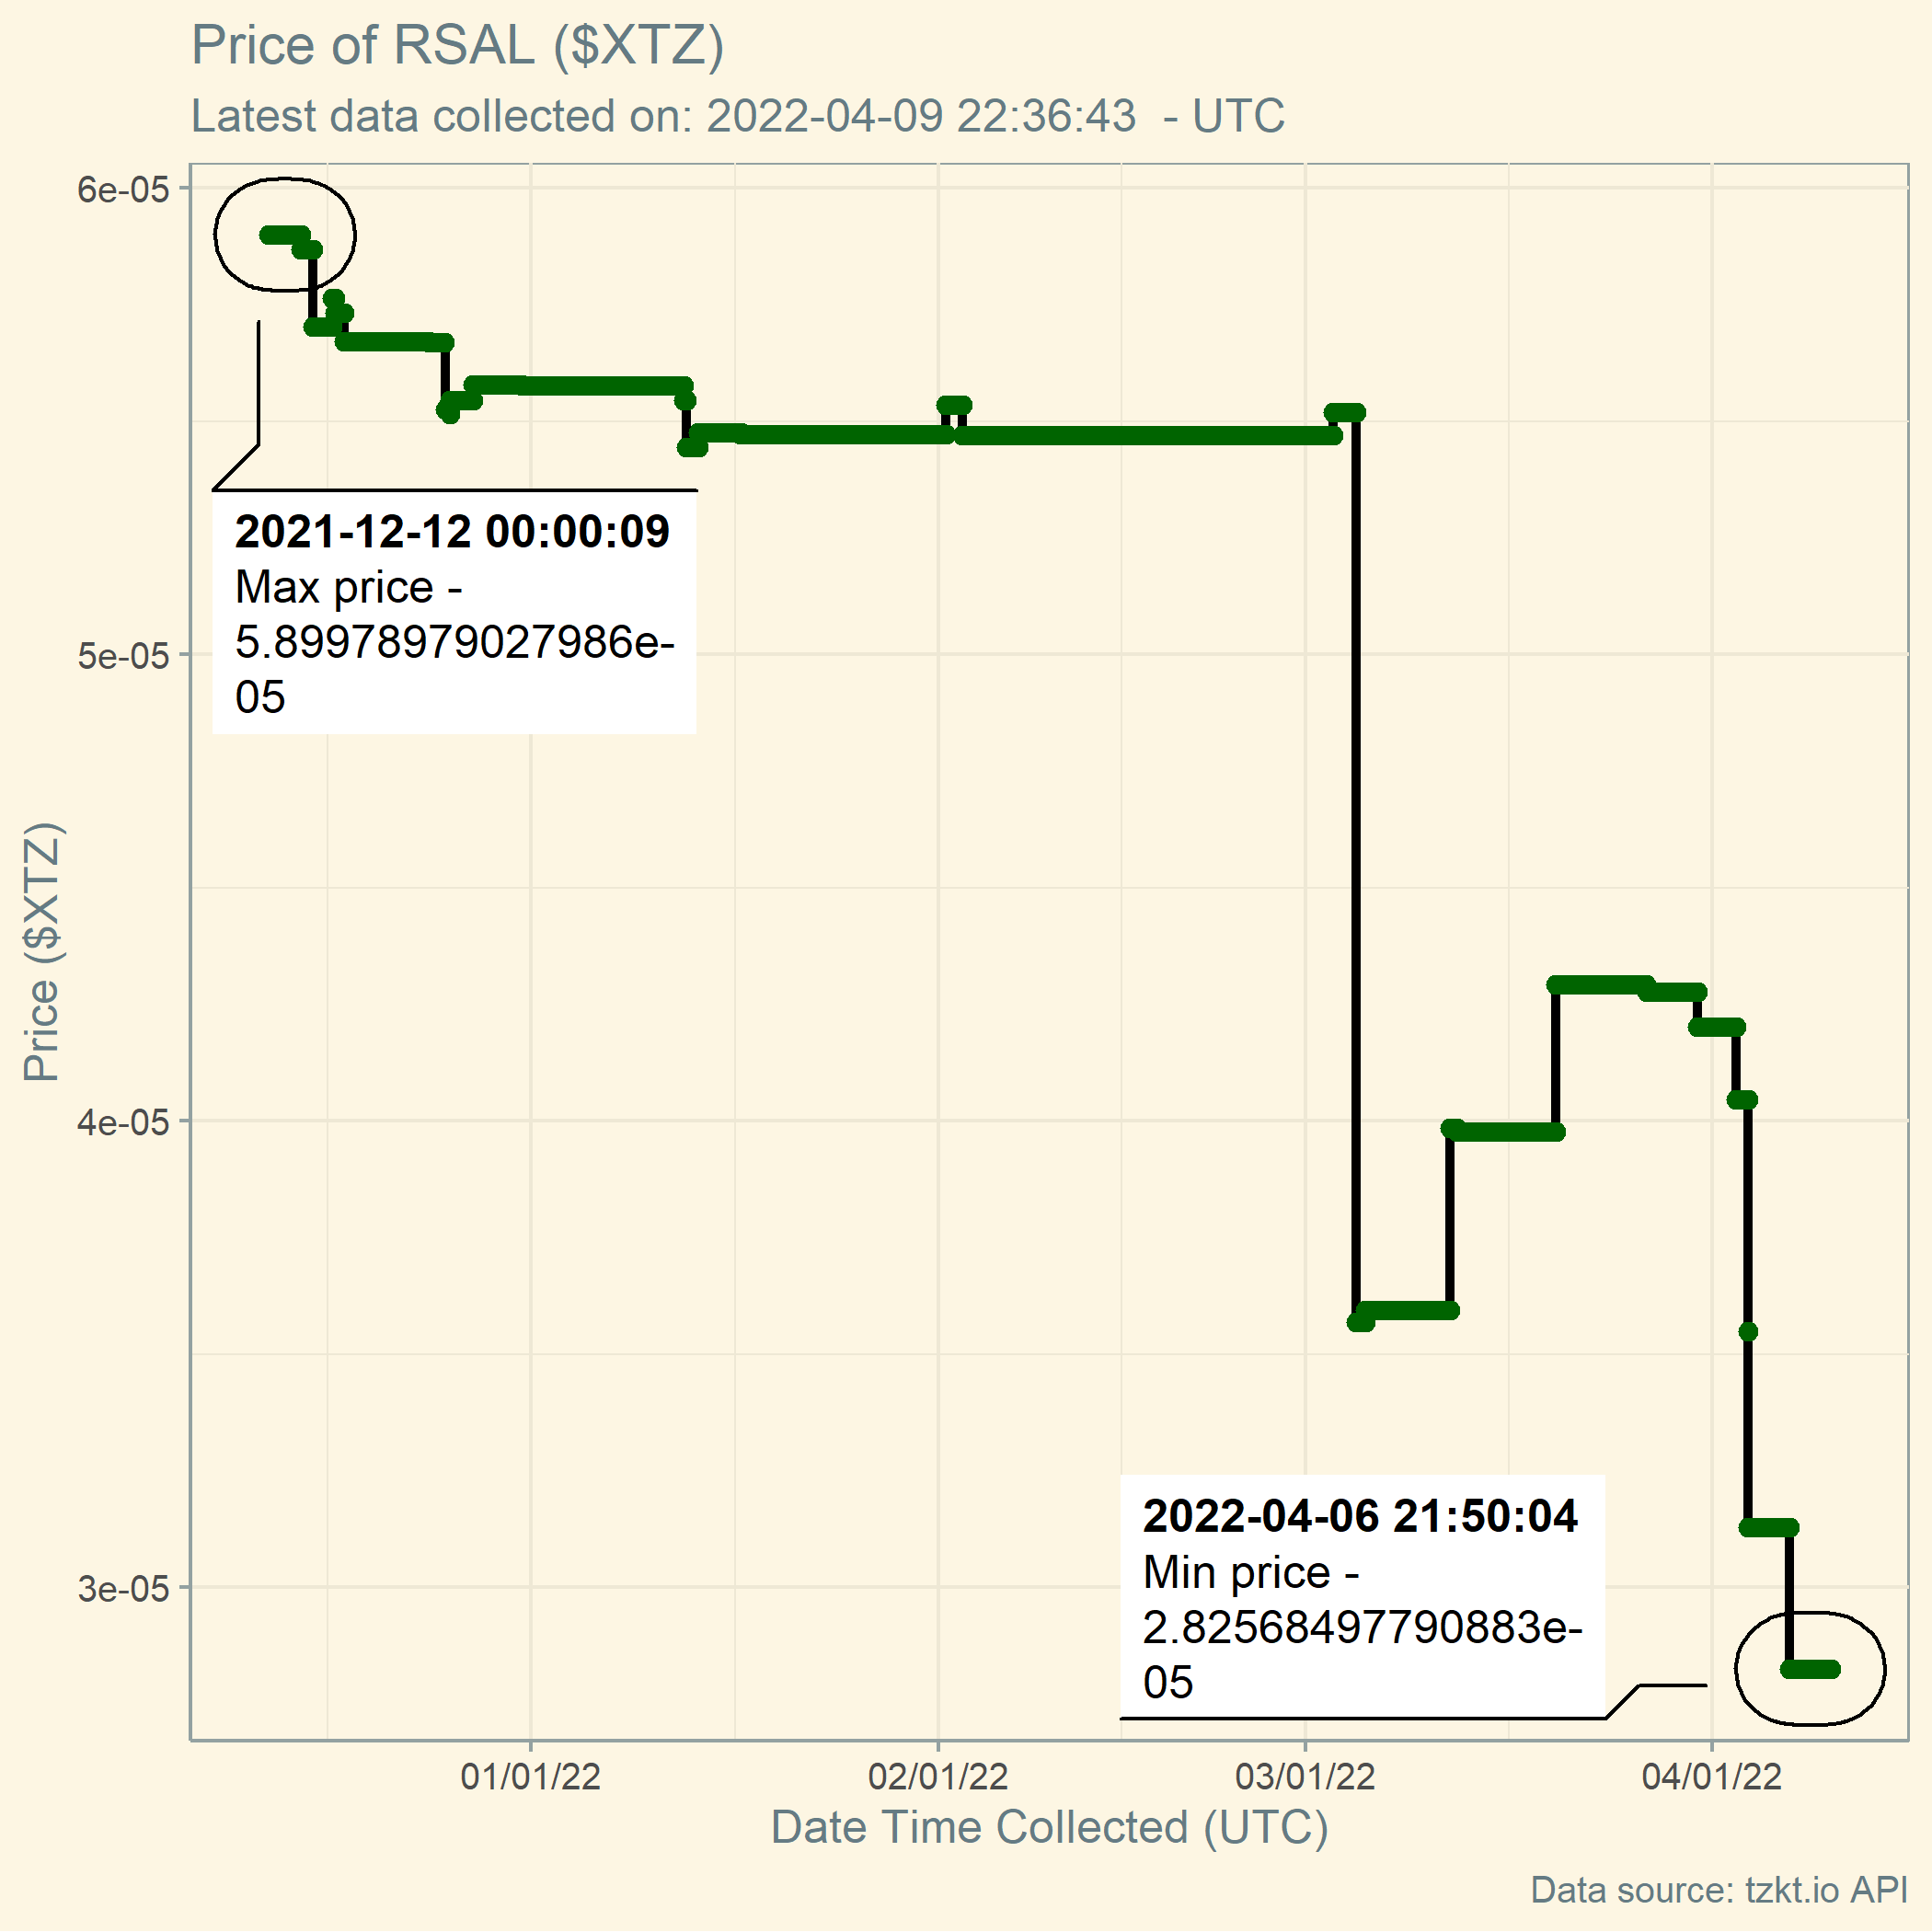 Price of RSAL ($XTZ)
Latest data collected on: 2022-04-09 22:36:43  - UTC
6e-05
5e-05
4e-05
3e-05
Price ($XTZ)
2021-12-12 00:00:09
Max price -
5.89978979027986e-
05
2022-04-06 21:50:04
Min price -
2.82568497790883e-
05
01/01/22
02/01/22
03/01/22
04/01/22
Date Time Collected (UTC)
Data source: tzkt.io API